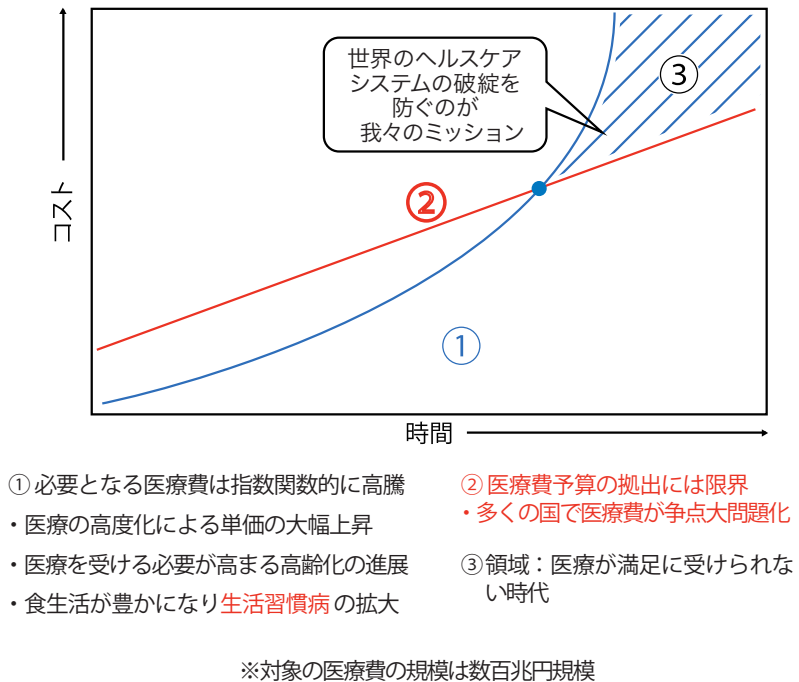 世界のヘルスケア
システムの破綻を
防ぐのが
我々のミッション
③
②
①
コスト
時間
① 必要となる医療費は指数関数的に高騰
・医療の高度化による単価の大幅上昇
・医療を受ける必要が高まる高齢化の進展
・食生活が豊かになり生活習慣病の拡大
② 医療費予算の拠出には限界
・多くの国で医療費が争点大問題化
③領域：医療が満足に受けられな
い時代
※対象の医療費の規模は数百兆円規模